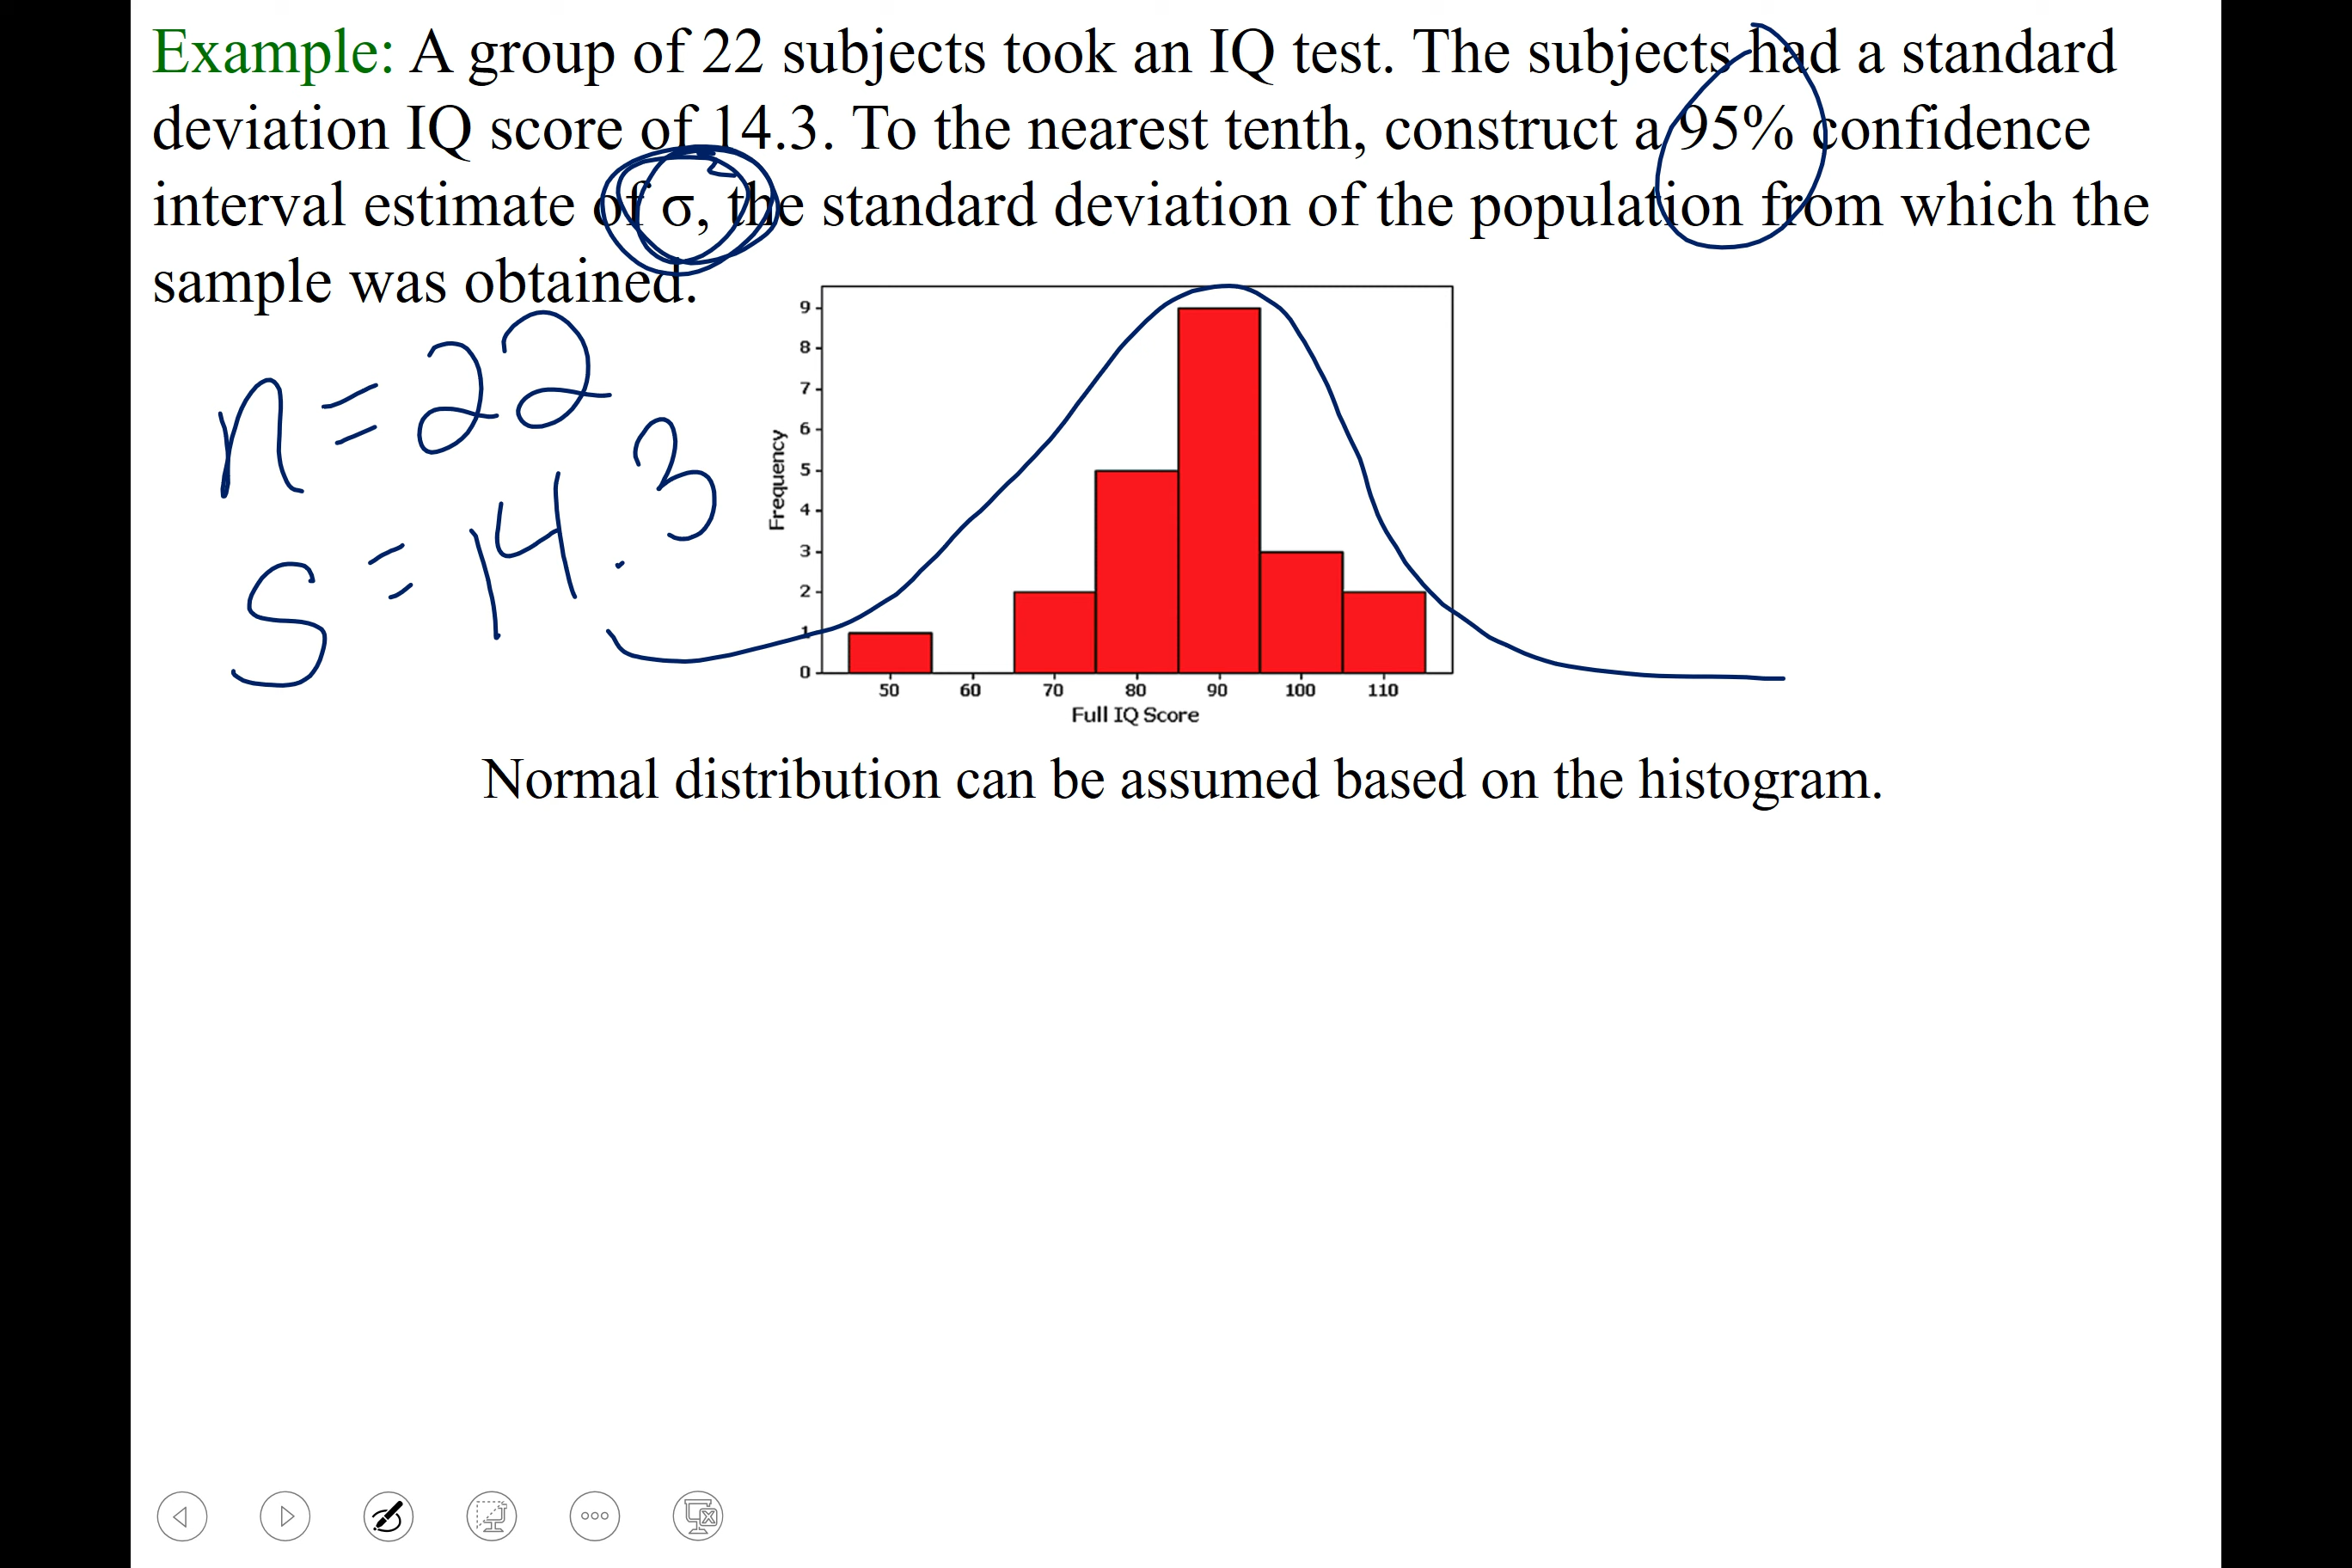 Example: A group of 22 subjects took an IQ test. The subjects had a standard
deviation IQ score of 14.3. To the nearest tenth, construct a 95% confidence
interval estimate of σ, the standard deviation of the population from which the
sample was obtained.
n = 22
s = 14.3
9
8
7
6
5
4
3
2
1
0
Frequency
50 60 70 80 90 100 110
Full IQ Score
Normal distribution can be assumed based on the histogram.